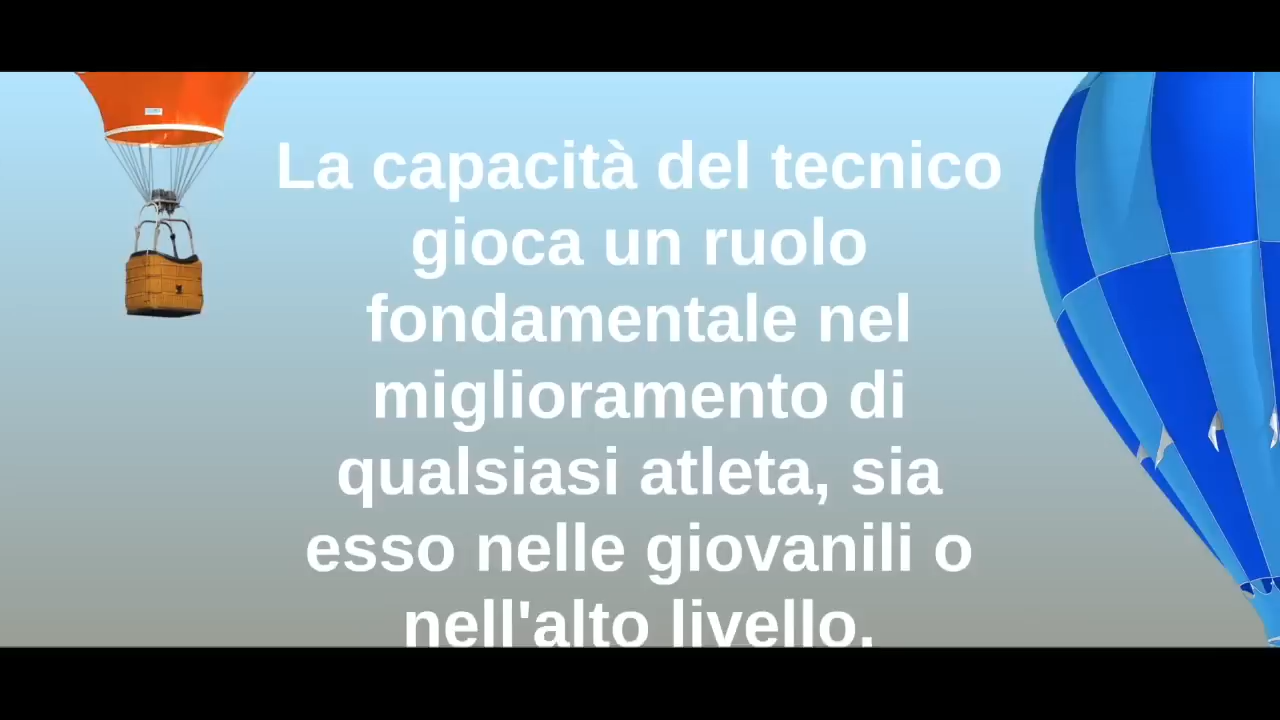 La capacità del tecnico
gioca un ruolo
fondamentale nel
miglioramento di
qualsiasi atleta, sia
esso nelle giovanili o
nell'alto livello.